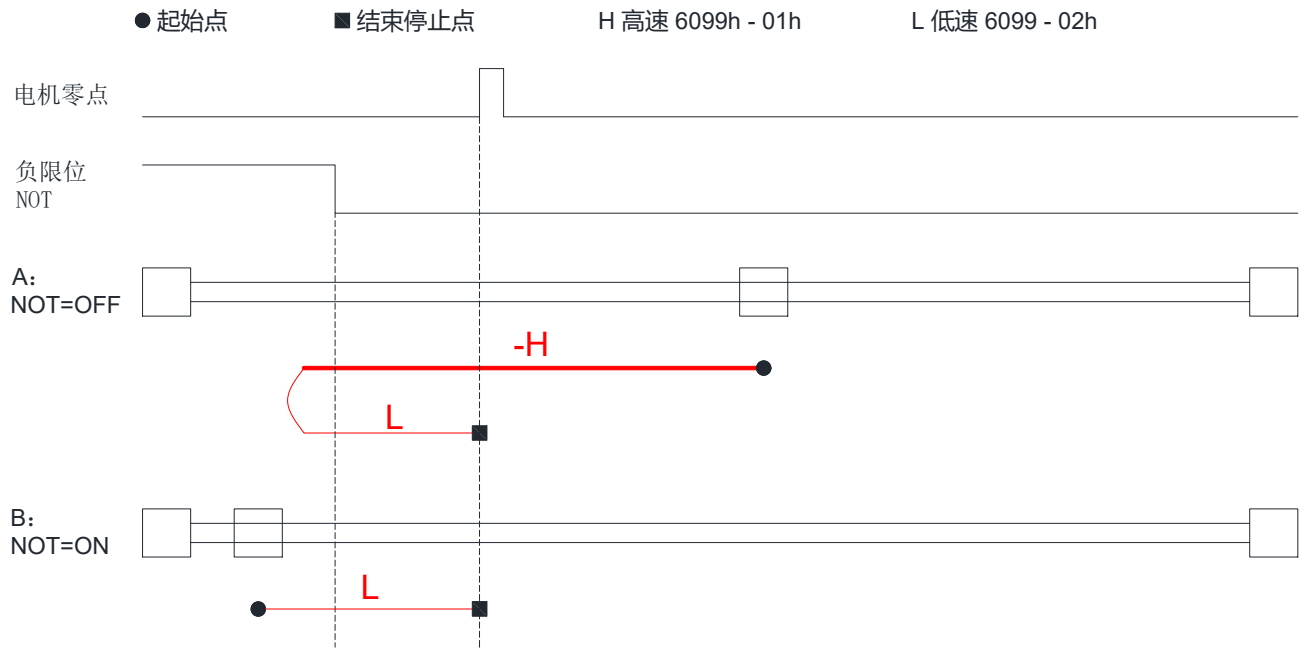 起始点 结束停止点 H 高速 6099h - 01h L 低速 6099 - 02h
电机零点
负限位
NOT
A：
NOT=OFF
-H
L
B：
NOT=ON
L